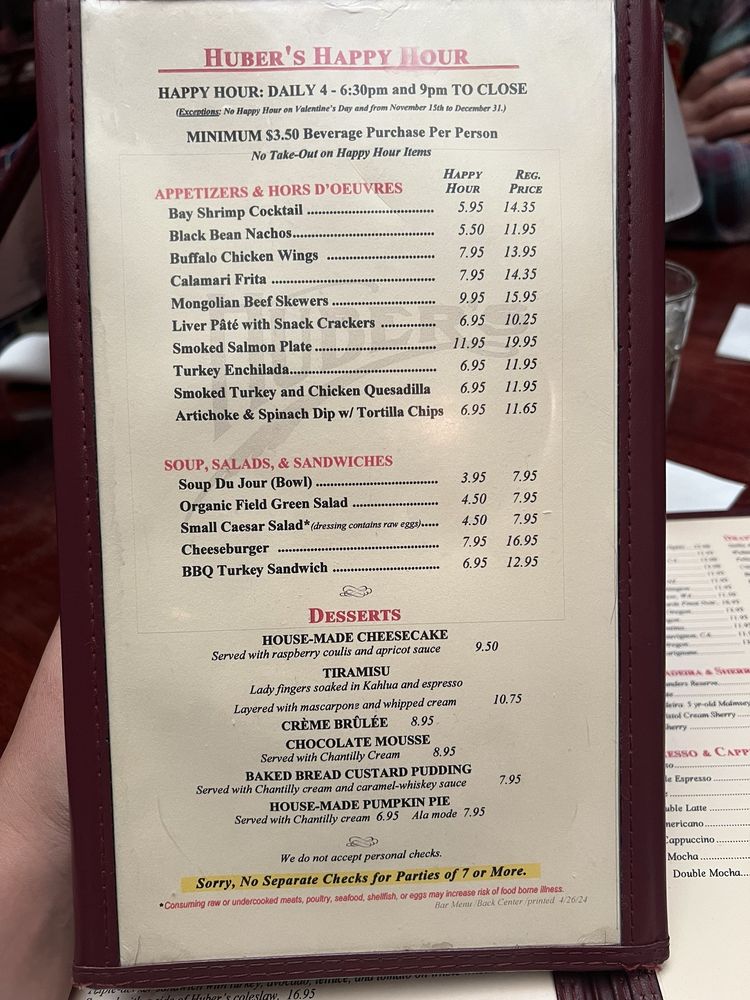 HUBER'S HAPPY HOUR
HAPPY HOUR: DAILY 4 - 6:30pm and 9pm TO CLOSE
(Exceptions: No Happy Hour on Valentine's Day and from November 15th to December 31.)
MINIMUM $3.50 Beverage Purchase Per Person
No Take-Out on Happy Hour Items
HAPPY HOUR REG. PRICE
APPETIZERS & HORS D'OEUVRES
Bay Shrimp Cocktail 5.95 14.35
Black Bean Nachos 5.50 11.95
Buffalo Chicken Wings 7.95 13.95
Calamari Frita 7.95 14.35
Mongolian Beef Skewers 9.95 15.95
Liver Pâté with Snack Crackers 6.95 10.25
Smoked Salmon Plate 11.95 19.95
Turkey Enchilada 6.95 11.95
Smoked Turkey and Chicken Quesadilla 6.95 11.95
Artichoke & Spinach Dip w/ Tortilla Chips 6.95 11.65
SOUP, SALADS, & SANDWICHES
Soup Du Jour (Bowl) 3.95 7.95
Organic Field Green Salad 4.50 7.95
Small Caesar Salad* (dressing contains raw eggs) 4.50 7.95
Cheeseburger 7.95 16.95
BBQ Turkey Sandwich 6.95 12.95
DESSERTS
HOUSE-MADE CHEESECAKE
Served with raspberry coulis and apricot sauce 9.50
TIRAMISU
Lady fingers soaked in Kahlua and espresso
Layered with mascarpone and whipped cream 10.75
CRÈME BRÛLÉE 8.95
CHOCOLATE MOUSSE
Served with Chantilly Cream 8.95
BAKED BREAD CUSTARD PUDDING
Served with Chantilly cream and caramel-whiskey sauce 7.95
HOUSE-MADE PUMPKIN PIE
Served with Chantilly cream 6.95 Ala mode 7.95
We do not accept personal checks.
Sorry, No Separate Checks for Parties of 7 or More.
*Consuming raw or undercooked meats, poultry, seafood, shellfish, or eggs may increase risk of food borne illness.
Bar Menu /Back Center /printed 4/26/24
HUBER'S
Reserve
5 yr-old Malmsey
Cream Sherry
Espresso
Latte
Cappuccino
Mocha
Double Mocha
of Huber's coleslaw. 16.95